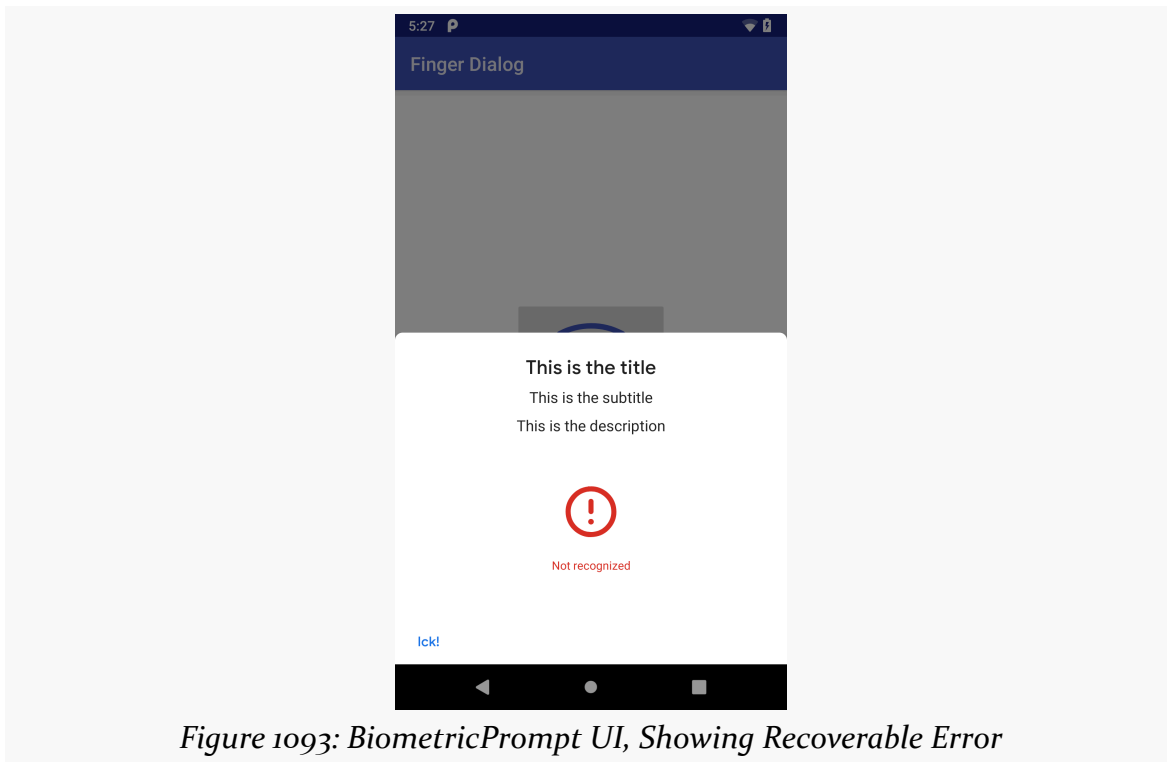 5:27
Finger Dialog
This is the title
This is the subtitle
This is the description
Not recognized
Ick!
Figure 1093: BiometricPrompt UI, Showing Recoverable Error